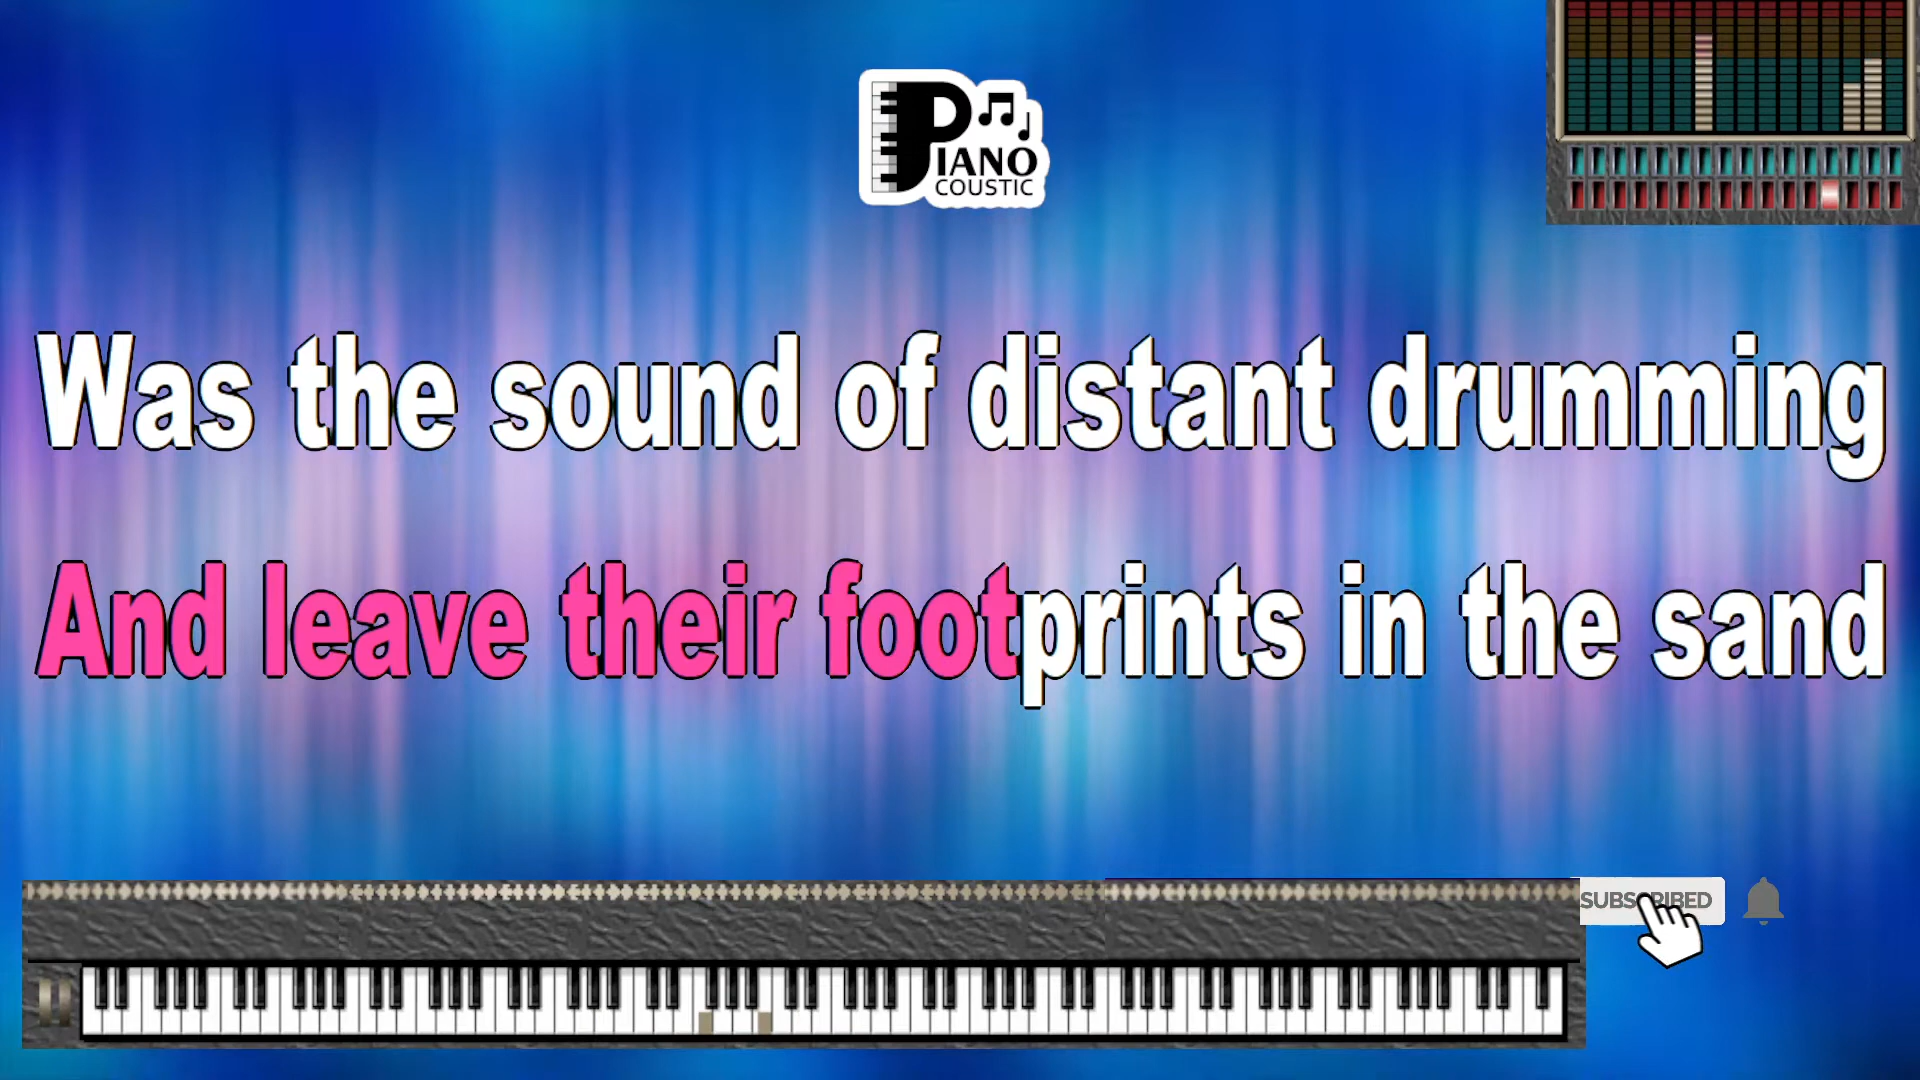 PIANO
COUSTIC
Was the sound of distant drumming
And leave their footprints in the sand
SUBSCRIBED